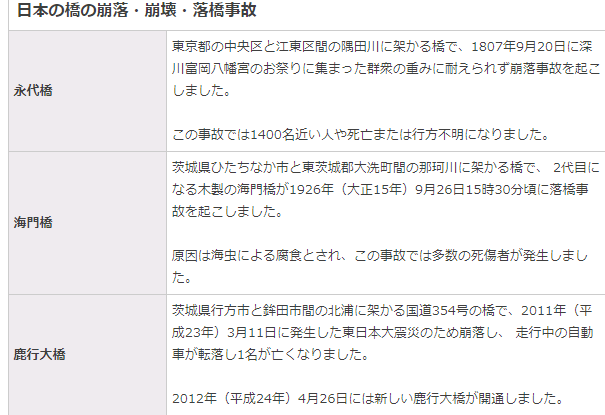 日本の橋の崩落・崩壊・落橋事故
永代橋
東京都の中央区と江東区間の隅田川に架かる橋で、1807年9月20日に深
川富岡八幡宮のお祭りに集まった群衆の重みに耐えられず崩落事故を起こ
しました。
この事故では1400名近い人や死亡または行方不明になりました。
海門橋
茨城県ひたちなか市と東茨城郡大洗町間の那珂川に架かる橋で、 2代目に
なる木製の海門橋が1926年（大正15年）9月26日15時30分頃に落橋事
故を起こしました。
原因は海虫による腐食とされ、この事故では多数の死傷者が発生しまし
た。
鹿行大橋
茨城県行方市と鉾田市間の北浦に架かる国道354号の橋で、2011年（平
成23年）3月11日に発生した東日本大震災のため崩落し、 走行中の自動
車が転落し1名が亡くなりました。
2012年（平成24年）4月26日には新しい鹿行大橋が開通しました。